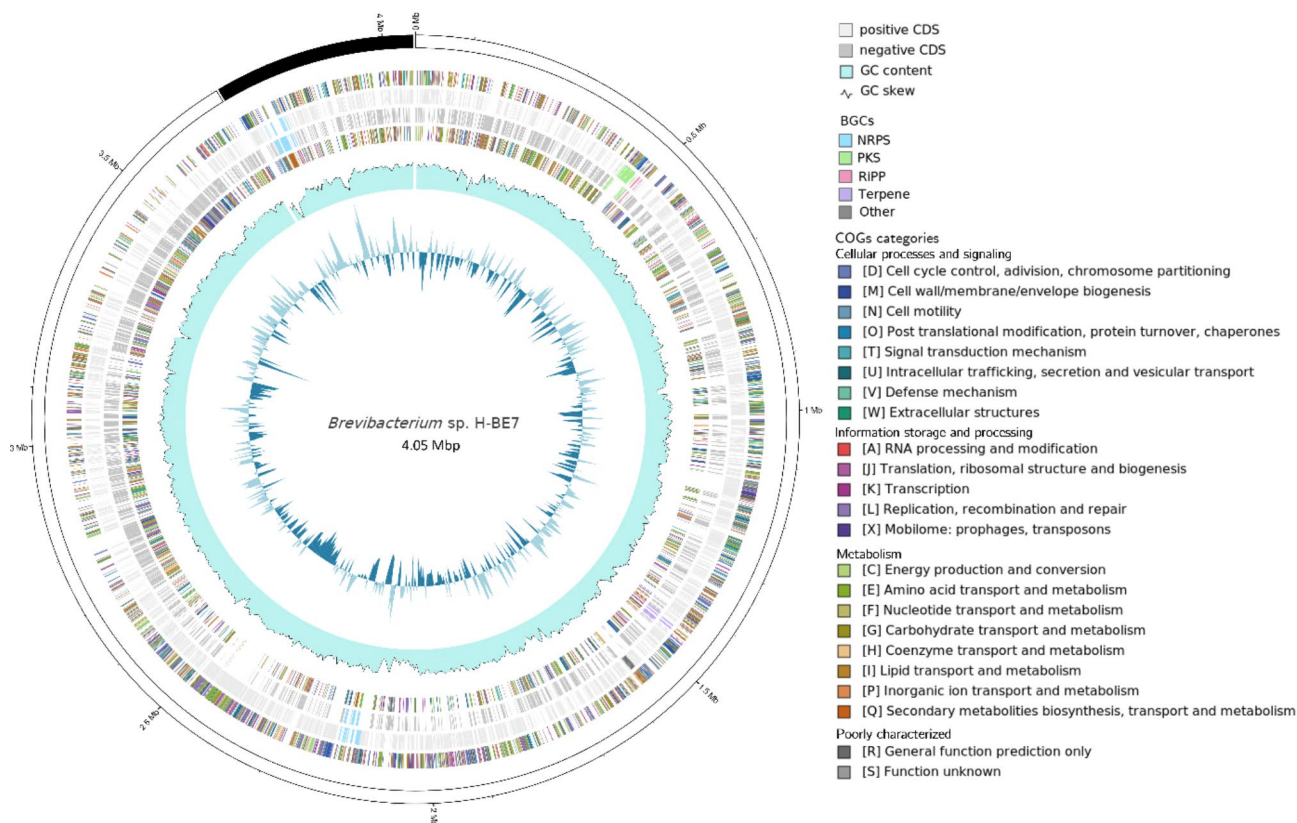 0
4 Mb
0.5 Mb
1 Mb
1.5 Mb
2 Mb
2.5 Mb
3 Mb
3.5 Mb
Brevibacterium sp. H-BE7
4.05 Mbp
positive CDS
negative CDS
GC content
GC skew
BGCs
NRPS
PKS
RiPP
Terpene
Other
COGs categories
Cellular processes and signaling
[D] Cell cycle control, adivision, chromosome partitioning
[M] Cell wall/membrane/envelope biogenesis
[N] Cell motility
[O] Post translational modification, protein turnover, chaperones
[T] Signal transduction mechanism
[U] Intracellular trafficking, secretion and vesicular transport
[V] Defense mechanism
[W] Extracellular structures
Information storage and processing
[A] RNA processing and modification
[J] Translation, ribosomal structure and biogenesis
[K] Transcription
[L] Replication, recombination and repair
[X] Mobilome: prophages, transposons
Metabolism
[C] Energy production and conversion
[E] Amino acid transport and metabolism
[F] Nucleotide transport and metabolism
[G] Carbohydrate transport and metabolism
[H] Coenzyme transport and metabolism
[I] Lipid transport and metabolism
[P] Inorganic ion transport and metabolism
[Q] Secondary metabolities biosynthesis, transport and metabolism
Poorly characterized
[R] General function prediction only
[S] Function unknown